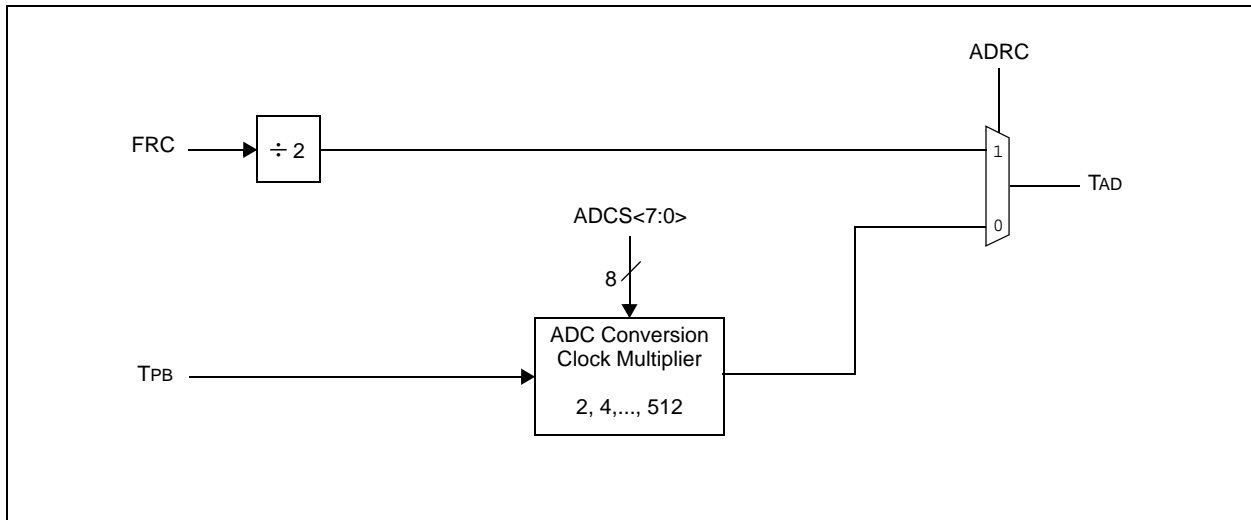 ADRC
FRC
÷ 2
1
TAD
ADCS<7:0>
0
8
ADC Conversion
Clock Multiplier
TPB
2, 4,..., 512